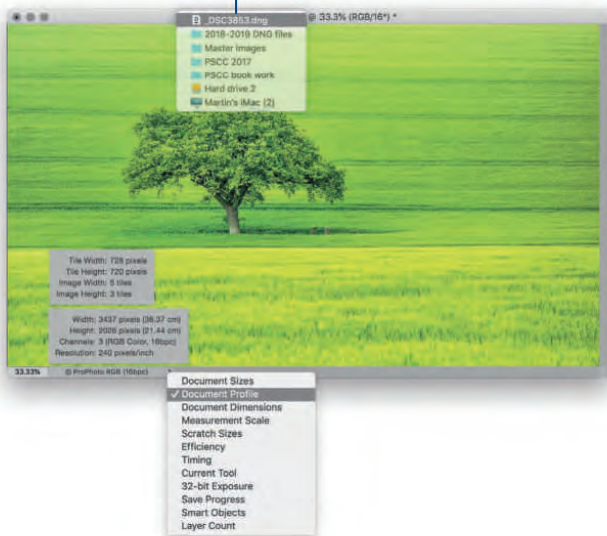 _DSC3853.dng @ 33.3% (RGB/16*) *
2018-2019 DNG files
Master images
PSCC 2017
PSCC book work
Hard drive 2
Martin's iMac (2)
Tile Width: 728 pixels
Tile Height: 720 pixels
Image Width: 5 tiles
Image Height: 3 tiles
Width: 3437 pixels (36.37 cm)
Height: 2026 pixels (21.44 cm)
Channels: 3 (RGB Color, 16bpc)
Resolution: 240 pixels/inch
33.33% @ ProPhoto RGB (16bpc)
Document Sizes
✓ Document Profile
Document Dimensions
Measurement Scale
Scratch Sizes
Efficiency
Timing
Current Tool
32-bit Exposure
Save Progress
Smart Objects
Layer Count